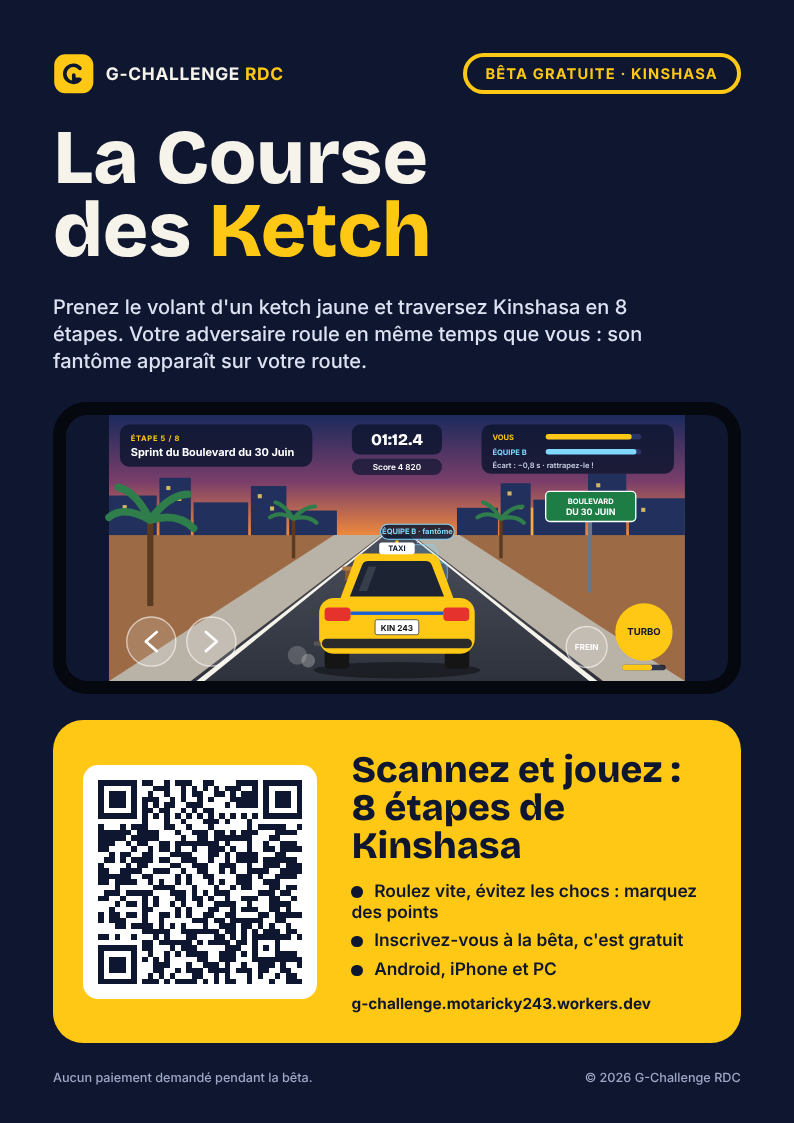 G-CHALLENGE RDC
BÊTA GRATUITE · KINSHASA
La Course
des Ketch
Prenez le volant d'un ketch jaune et traversez Kinshasa en 8
étapes. Votre adversaire roule en même temps que vous : son
fantôme apparaît sur votre route.
ÉTAPE 5 / 8
Sprint du Boulevard du 30 Juin
01:12.4
Score 4 820
VOUS
ÉQUIPE B
Écart : −0,8 s · rattrapez-le !
BOULEVARD
DU 30 JUIN
ÉQUIPE B · fantôme
TAXI
KIN 243
FREIN
TURBO
Scannez et jouez :
8 étapes de
Kinshasa
Roulez vite, évitez les chocs : marquez
des points
Inscrivez-vous à la bêta, c'est gratuit
Android, iPhone et PC
g-challenge.motaricky243.workers.dev
Aucun paiement demandé pendant la bêta.
© 2026 G-Challenge RDC